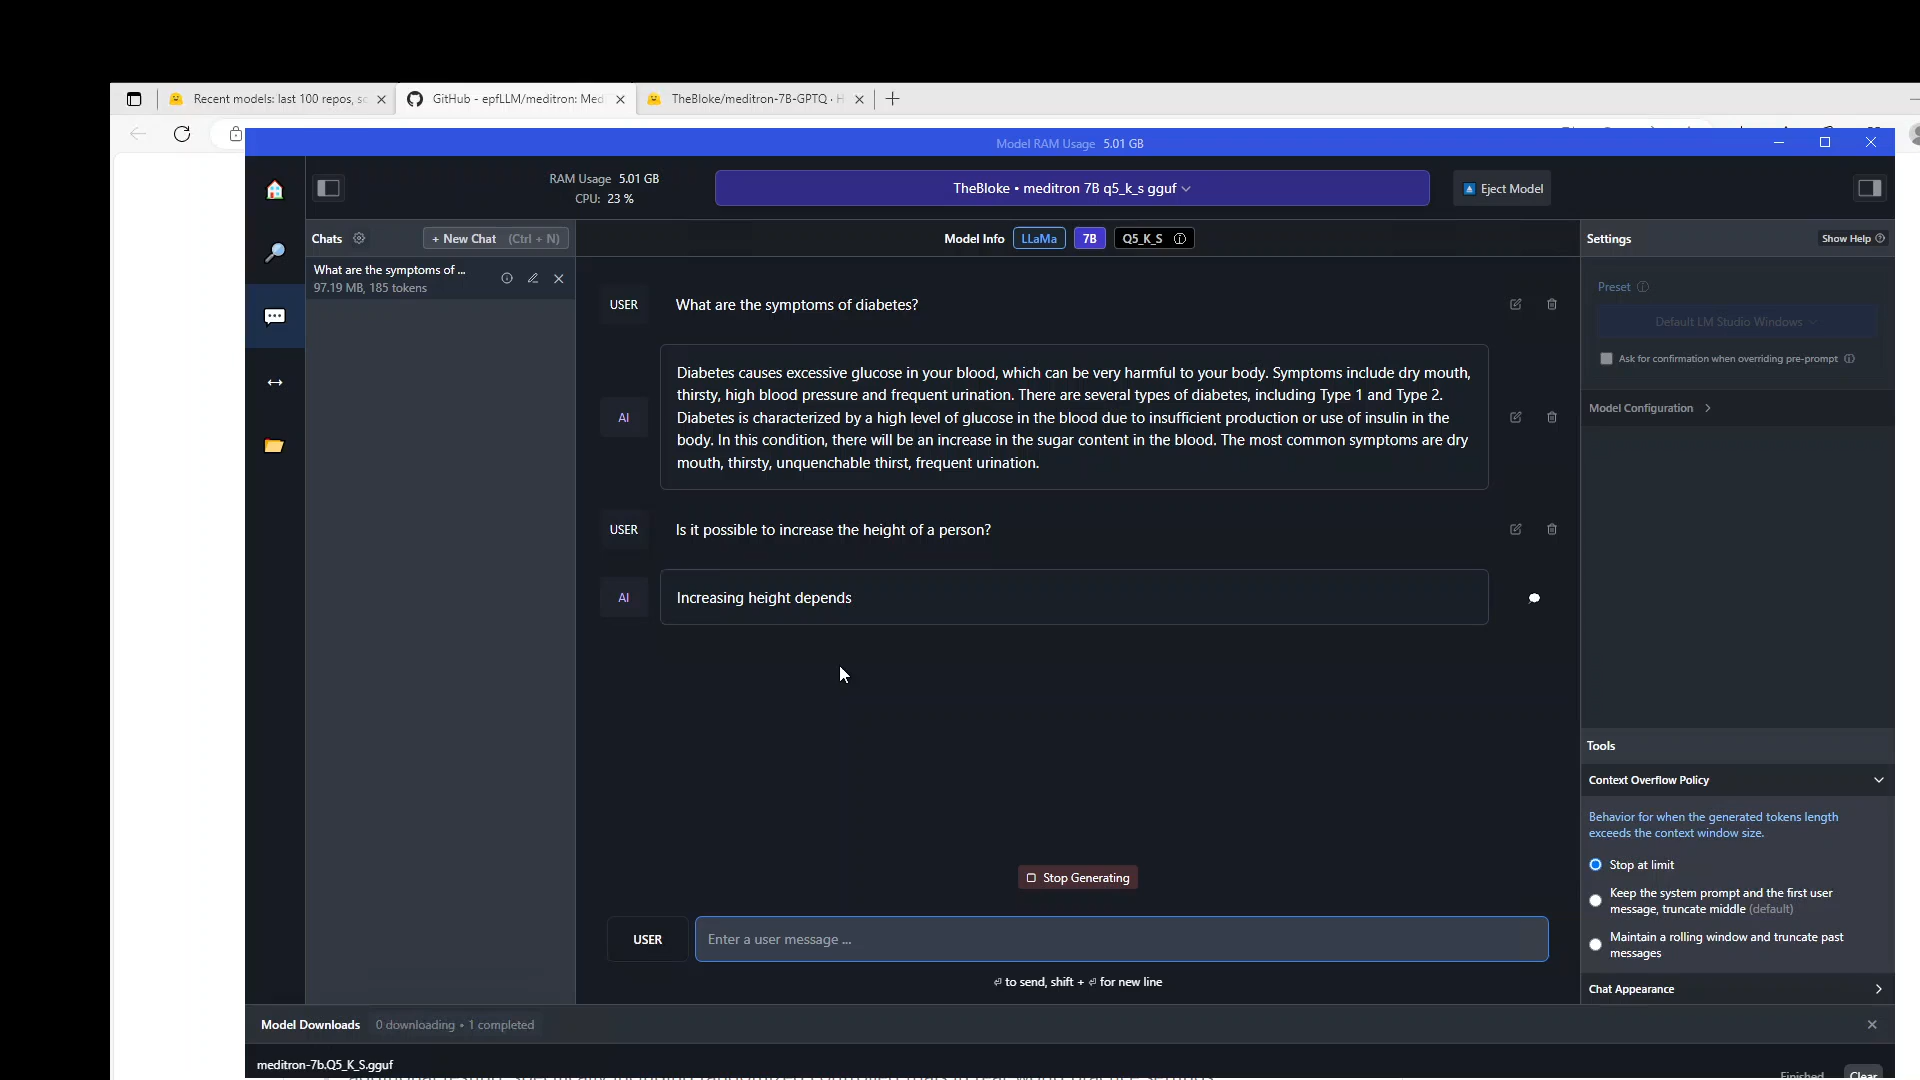 Recent models: last 100 repos, s
GitHub - epfLLM/meditron: Med
TheBloke/meditron-7B-GPTQ · H
Model RAM Usage 5.01 GB
RAM Usage 5.01 GB
CPU: 23 %
TheBloke • meditron 7B q5_k_s gguf
Eject Model
Chats
+ New Chat (Ctrl + N)
Model Info LLaMa 7B Q5_K_S
Settings
Show Help
What are the symptoms of ...
97.19 MB, 185 tokens
USER
What are the symptoms of diabetes?
AI
Diabetes causes excessive glucose in your blood, which can be very harmful to your body. Symptoms include dry mouth,
thirsty, high blood pressure and frequent urination. There are several types of diabetes, including Type 1 and Type 2.
Diabetes is characterized by a high level of glucose in the blood due to insufficient production or use of insulin in the
body. In this condition, there will be an increase in the sugar content in the blood. The most common symptoms are dry
mouth, thirsty, unquenchable thirst, frequent urination.
USER
Is it possible to increase the height of a person?
AI
Increasing height depends
Stop Generating
USER
Enter a user message ...
⏎ to send, shift + ⏎ for new line
Preset
Default LM Studio Windows
Ask for confirmation when overriding pre-prompt
Model Configuration
Tools
Context Overflow Policy
Behavior for when the generated tokens length
exceeds the context window size.
Stop at limit
Keep the system prompt and the first user
message, truncate middle (default)
Maintain a rolling window and truncate past
messages
Chat Appearance
Model Downloads 0 downloading • 1 completed
meditron-7b.Q5_K_S.gguf
Finished
Clear